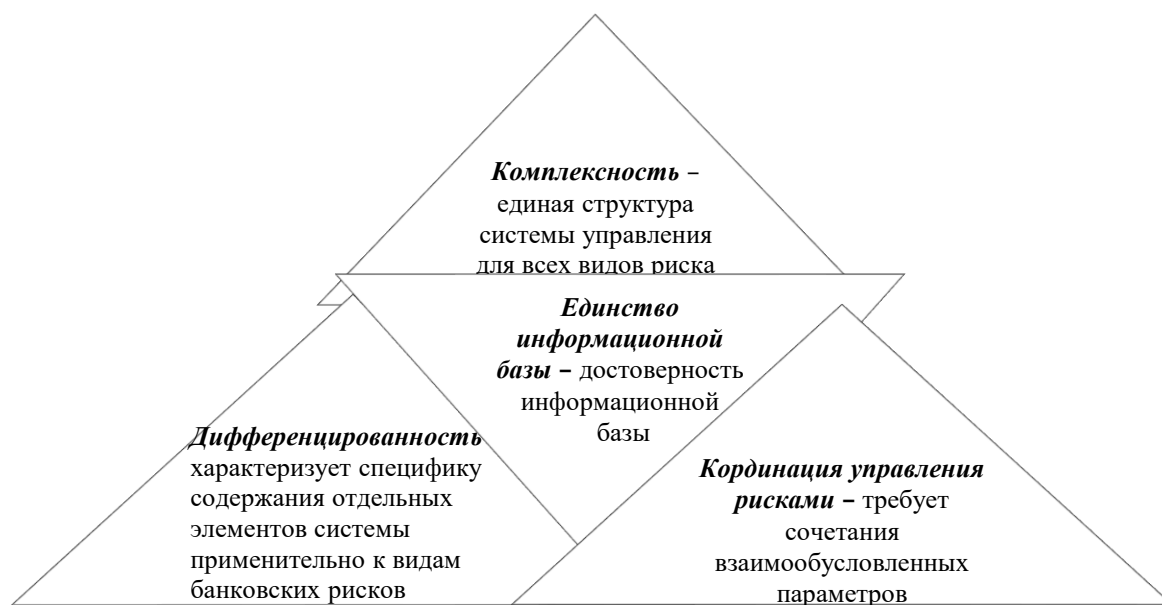 Комплексность –
единая структура
системы управления
для всех видов риска
Единство
информационной
базы – достоверность
информационной
базы
Дифференцированность
характеризует специфику
содержания отдельных
элементов системы
применительно к видам
банковских рисков
Кординация управления
рисками – требует
сочетания
взаимообусловленных
параметров